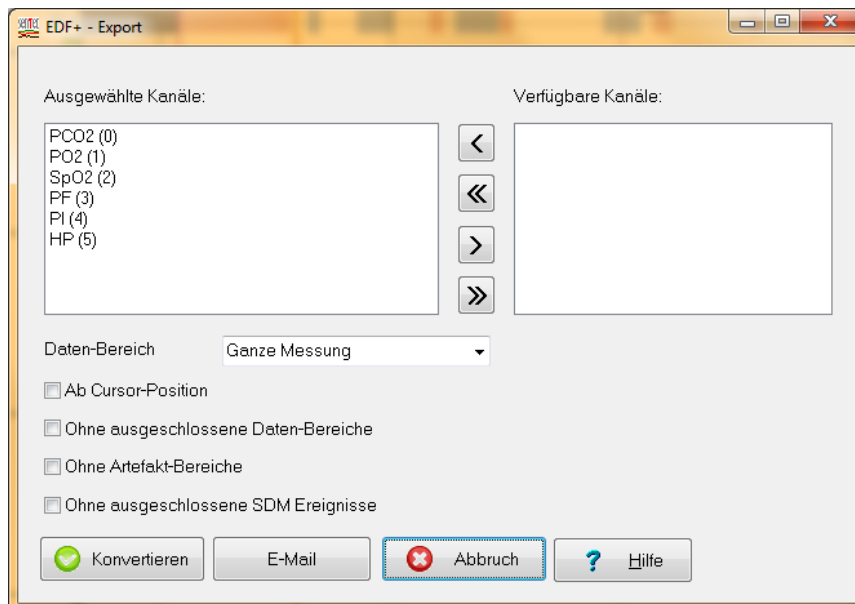 EDF+ - Export
Ausgewählte Kanäle:
Verfügbare Kanäle:
PCO2 (0)
PO2 (1)
SpO2 (2)
PF (3)
PI (4)
HP (5)
Daten-Bereich
Ganze Messung
Ab Cursor-Position
Ohne ausgeschlossene Daten-Bereiche
Ohne Artefakt-Bereiche
Ohne ausgeschlossene SDM Ereignisse
Konvertieren
E-Mail
Abbruch
Hilfe